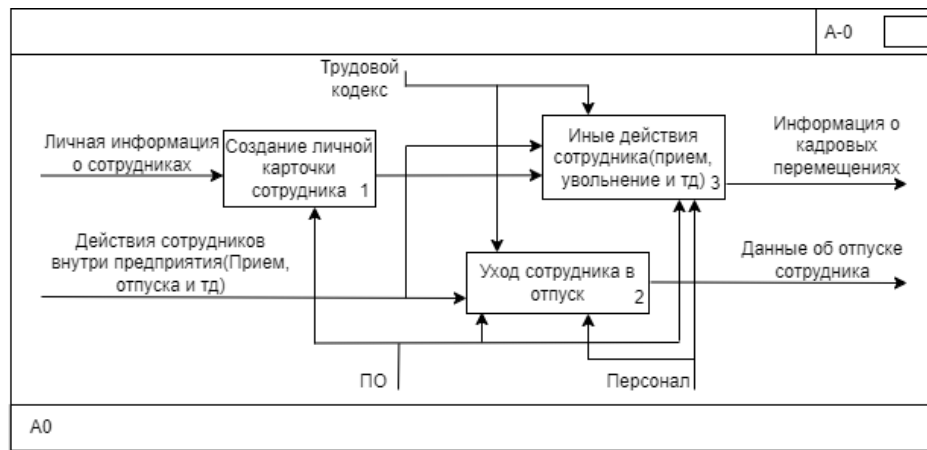 A-0
Трудовой
кодекс
Личная информация
о сотрудниках
Создание личной
карточки
сотрудника 1
Иные действия
сотрудника(прием,
увольнение и тд) 3
Информация о
кадровых
перемещениях
Действия сотрудников
внутри предприятия(Прием,
отпуска и тд)
Уход сотрудника в
отпуск 2
Данные об отпуске
сотрудника
ПО
Персонал
A0